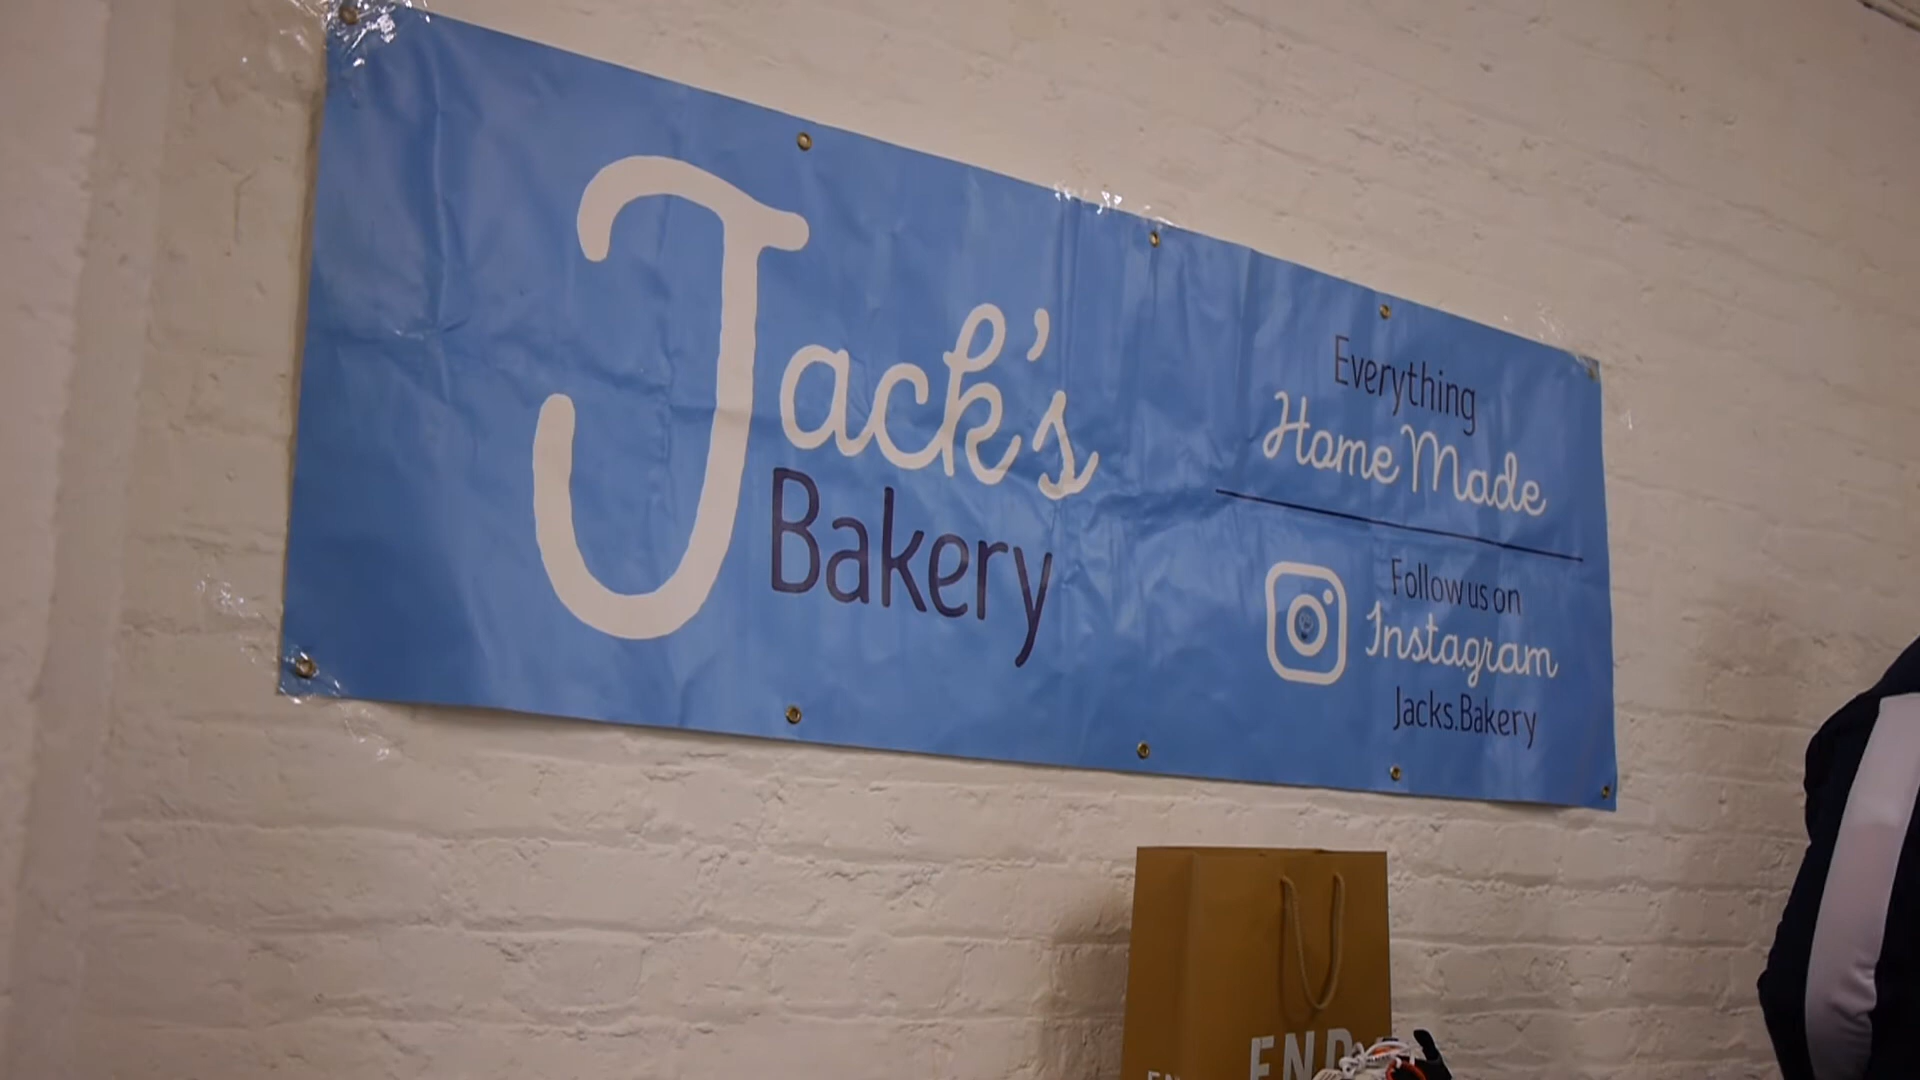 Jack's
Bakery
Everything
Home Made
Follow us on
Instagram
Jacks.Bakery
END